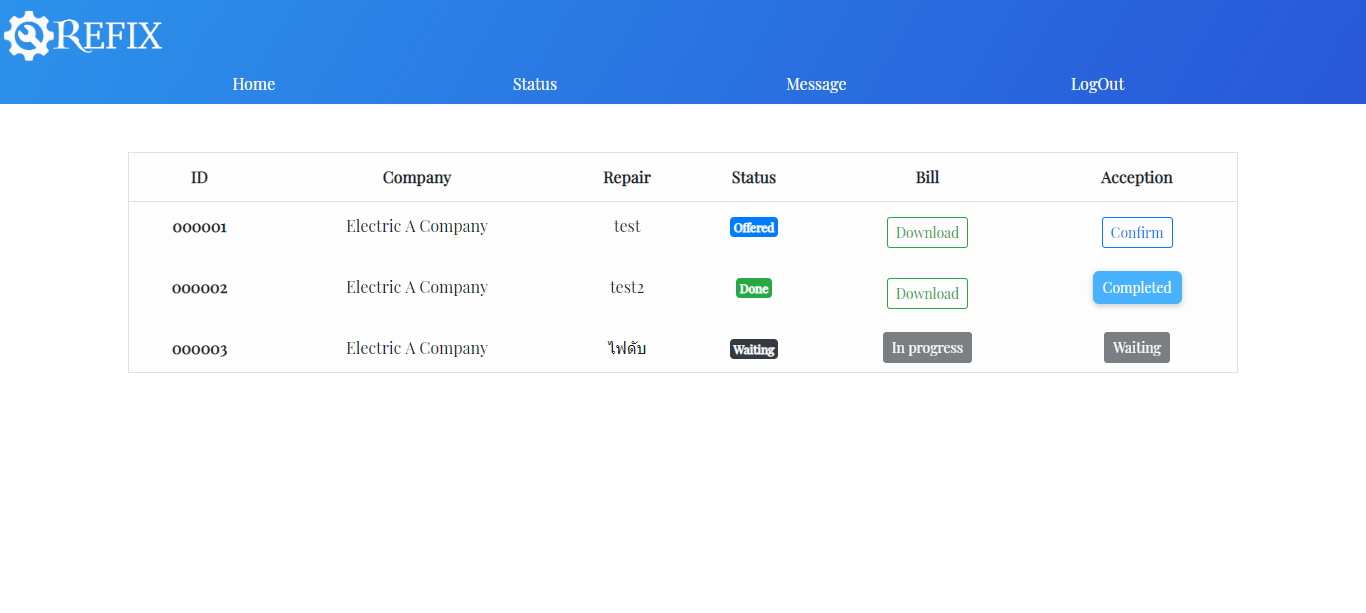 REFIX
Home Status Message LogOut
ID Company Repair Status Bill Acception
000001 Electric A Company test Offered Download Confirm
000002 Electric A Company test2 Done Download Completed
000003 Electric A Company ไฟดับ Waiting In progress Waiting